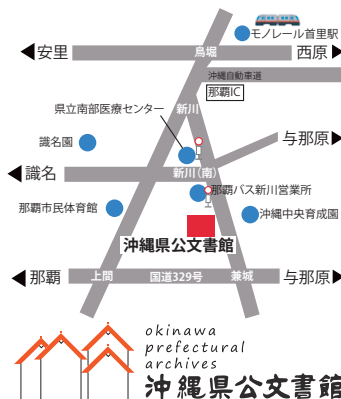 モノレール首里駅
安里
鳥堀
西原
沖縄自動車道
那覇IC
県立南部医療センター
新川
識名園
与那原
識名
新川(南)
那覇バス新川営業所
那覇市民体育館
沖縄中央育成園
沖縄県公文書館
那覇
上間
国道329号
兼城
与那原
okinawa
prefectural
archives
沖縄県公文書館